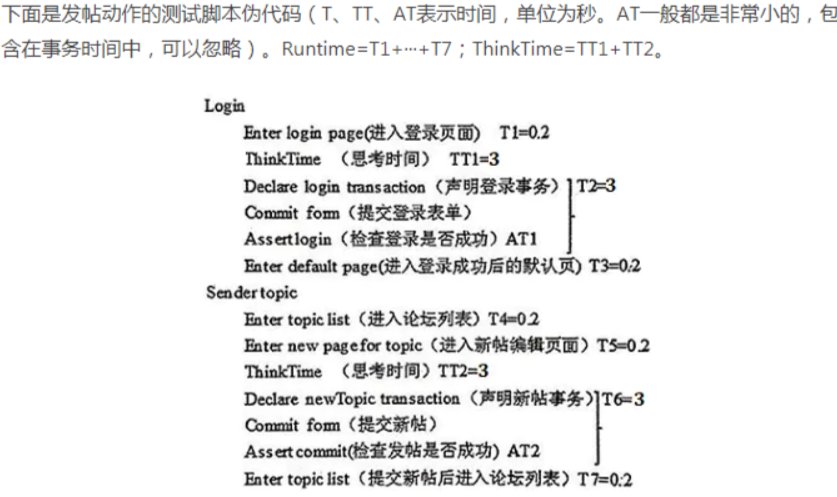 下面是发帖动作的测试脚本伪代码（T、TT、AT表示时间，单位为秒。AT一般都是非常小的，包
含在事务时间中，可以忽略）。Runtime=T1+···+T7；ThinkTime=TT1+TT2。
Login
Enter login page(进入登录页面) T1=0.2
ThinkTime （思考时间） TT1=3
Declare login transaction（声明登录事务） T2=3
Commit form（提交登录表单）
Assertlogin（检查登录是否成功）AT1
Enter default page(进入登录成功后的默认页) T3=0.2
Sendertopic
Enter topic list（进入论坛列表）T4=0.2
Enter new page for topic（进入新帖编辑页面）T5=0.2
ThinkTime （思考时间）TT2=3
Declare newTopic transaction（声明新帖事务） T6=3
Commit form（提交新帖）
Assert commit(检查发帖是否成功) AT2
Enter topic list（提交新帖后进入论坛列表）T7=0.2